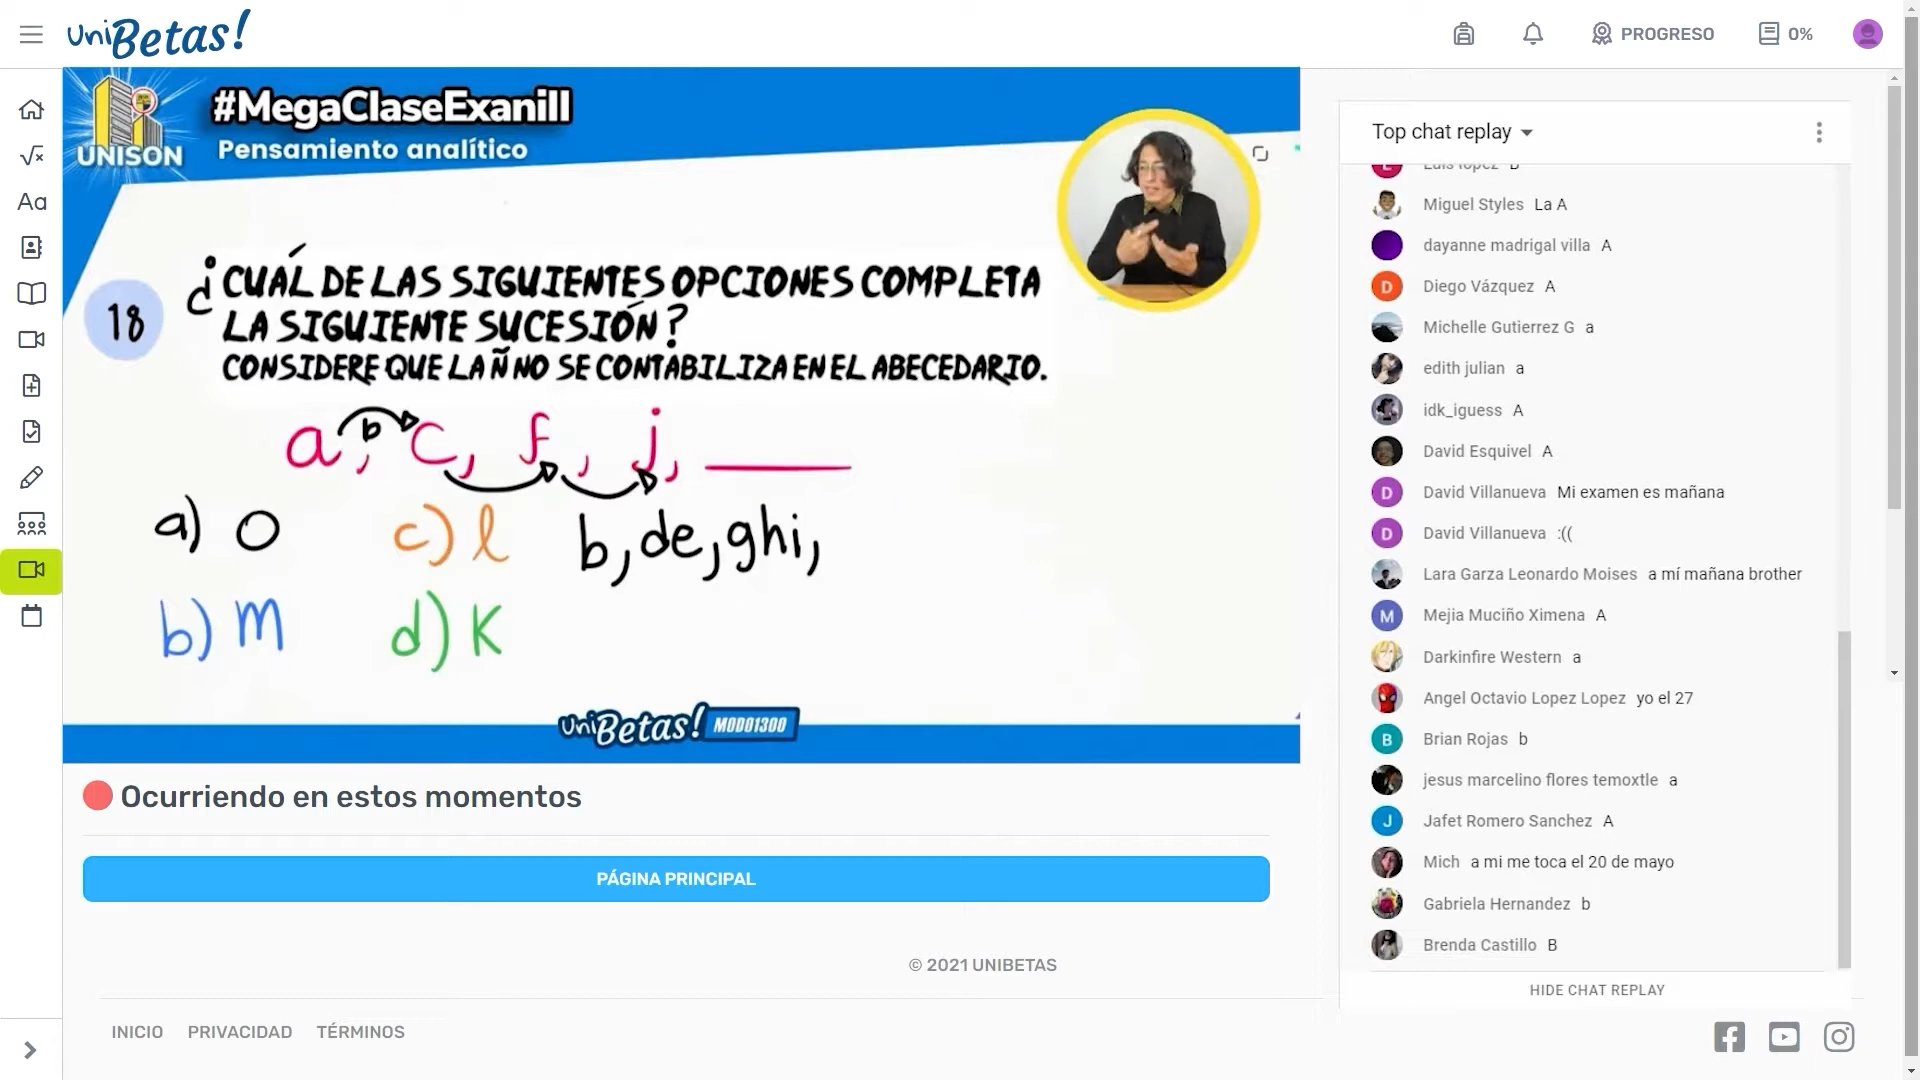 uniBetas!
PROGRESO
0%
UNISON
#MegaClaseExaniII
Pensamiento analítico
18
¿CUÁL DE LAS SIGUIENTES OPCIONES COMPLETA
LA SIGUIENTE SUCESIÓN?
CONSIDERE QUE LA Ñ NO SE CONTABILIZA EN EL ABECEDARIO.
b
a, c, f, j, ____
a) o
c) l
b, de, ghi,
b) m
d) k
uniBetas! MODO1300
Ocurriendo en estos momentos
PÁGINA PRINCIPAL
© 2021 UNIBETAS
INICIO PRIVACIDAD TÉRMINOS
Aa
Top chat replay
Luis lopez B
Miguel Styles La A
dayanne madrigal villa A
D Diego Vázquez A
Michelle Gutierrez G a
edith julian a
idk_iguess A
David Esquivel A
D David Villanueva Mi examen es mañana
D David Villanueva :((
Lara Garza Leonardo Moises a mí mañana brother
M Mejia Muciño Ximena A
Darkinfire Western a
Angel Octavio Lopez Lopez yo el 27
B Brian Rojas b
jesus marcelino flores temoxtle a
J Jafet Romero Sanchez A
Mich a mi me toca el 20 de mayo
Gabriela Hernandez b
Brenda Castillo B
HIDE CHAT REPLAY